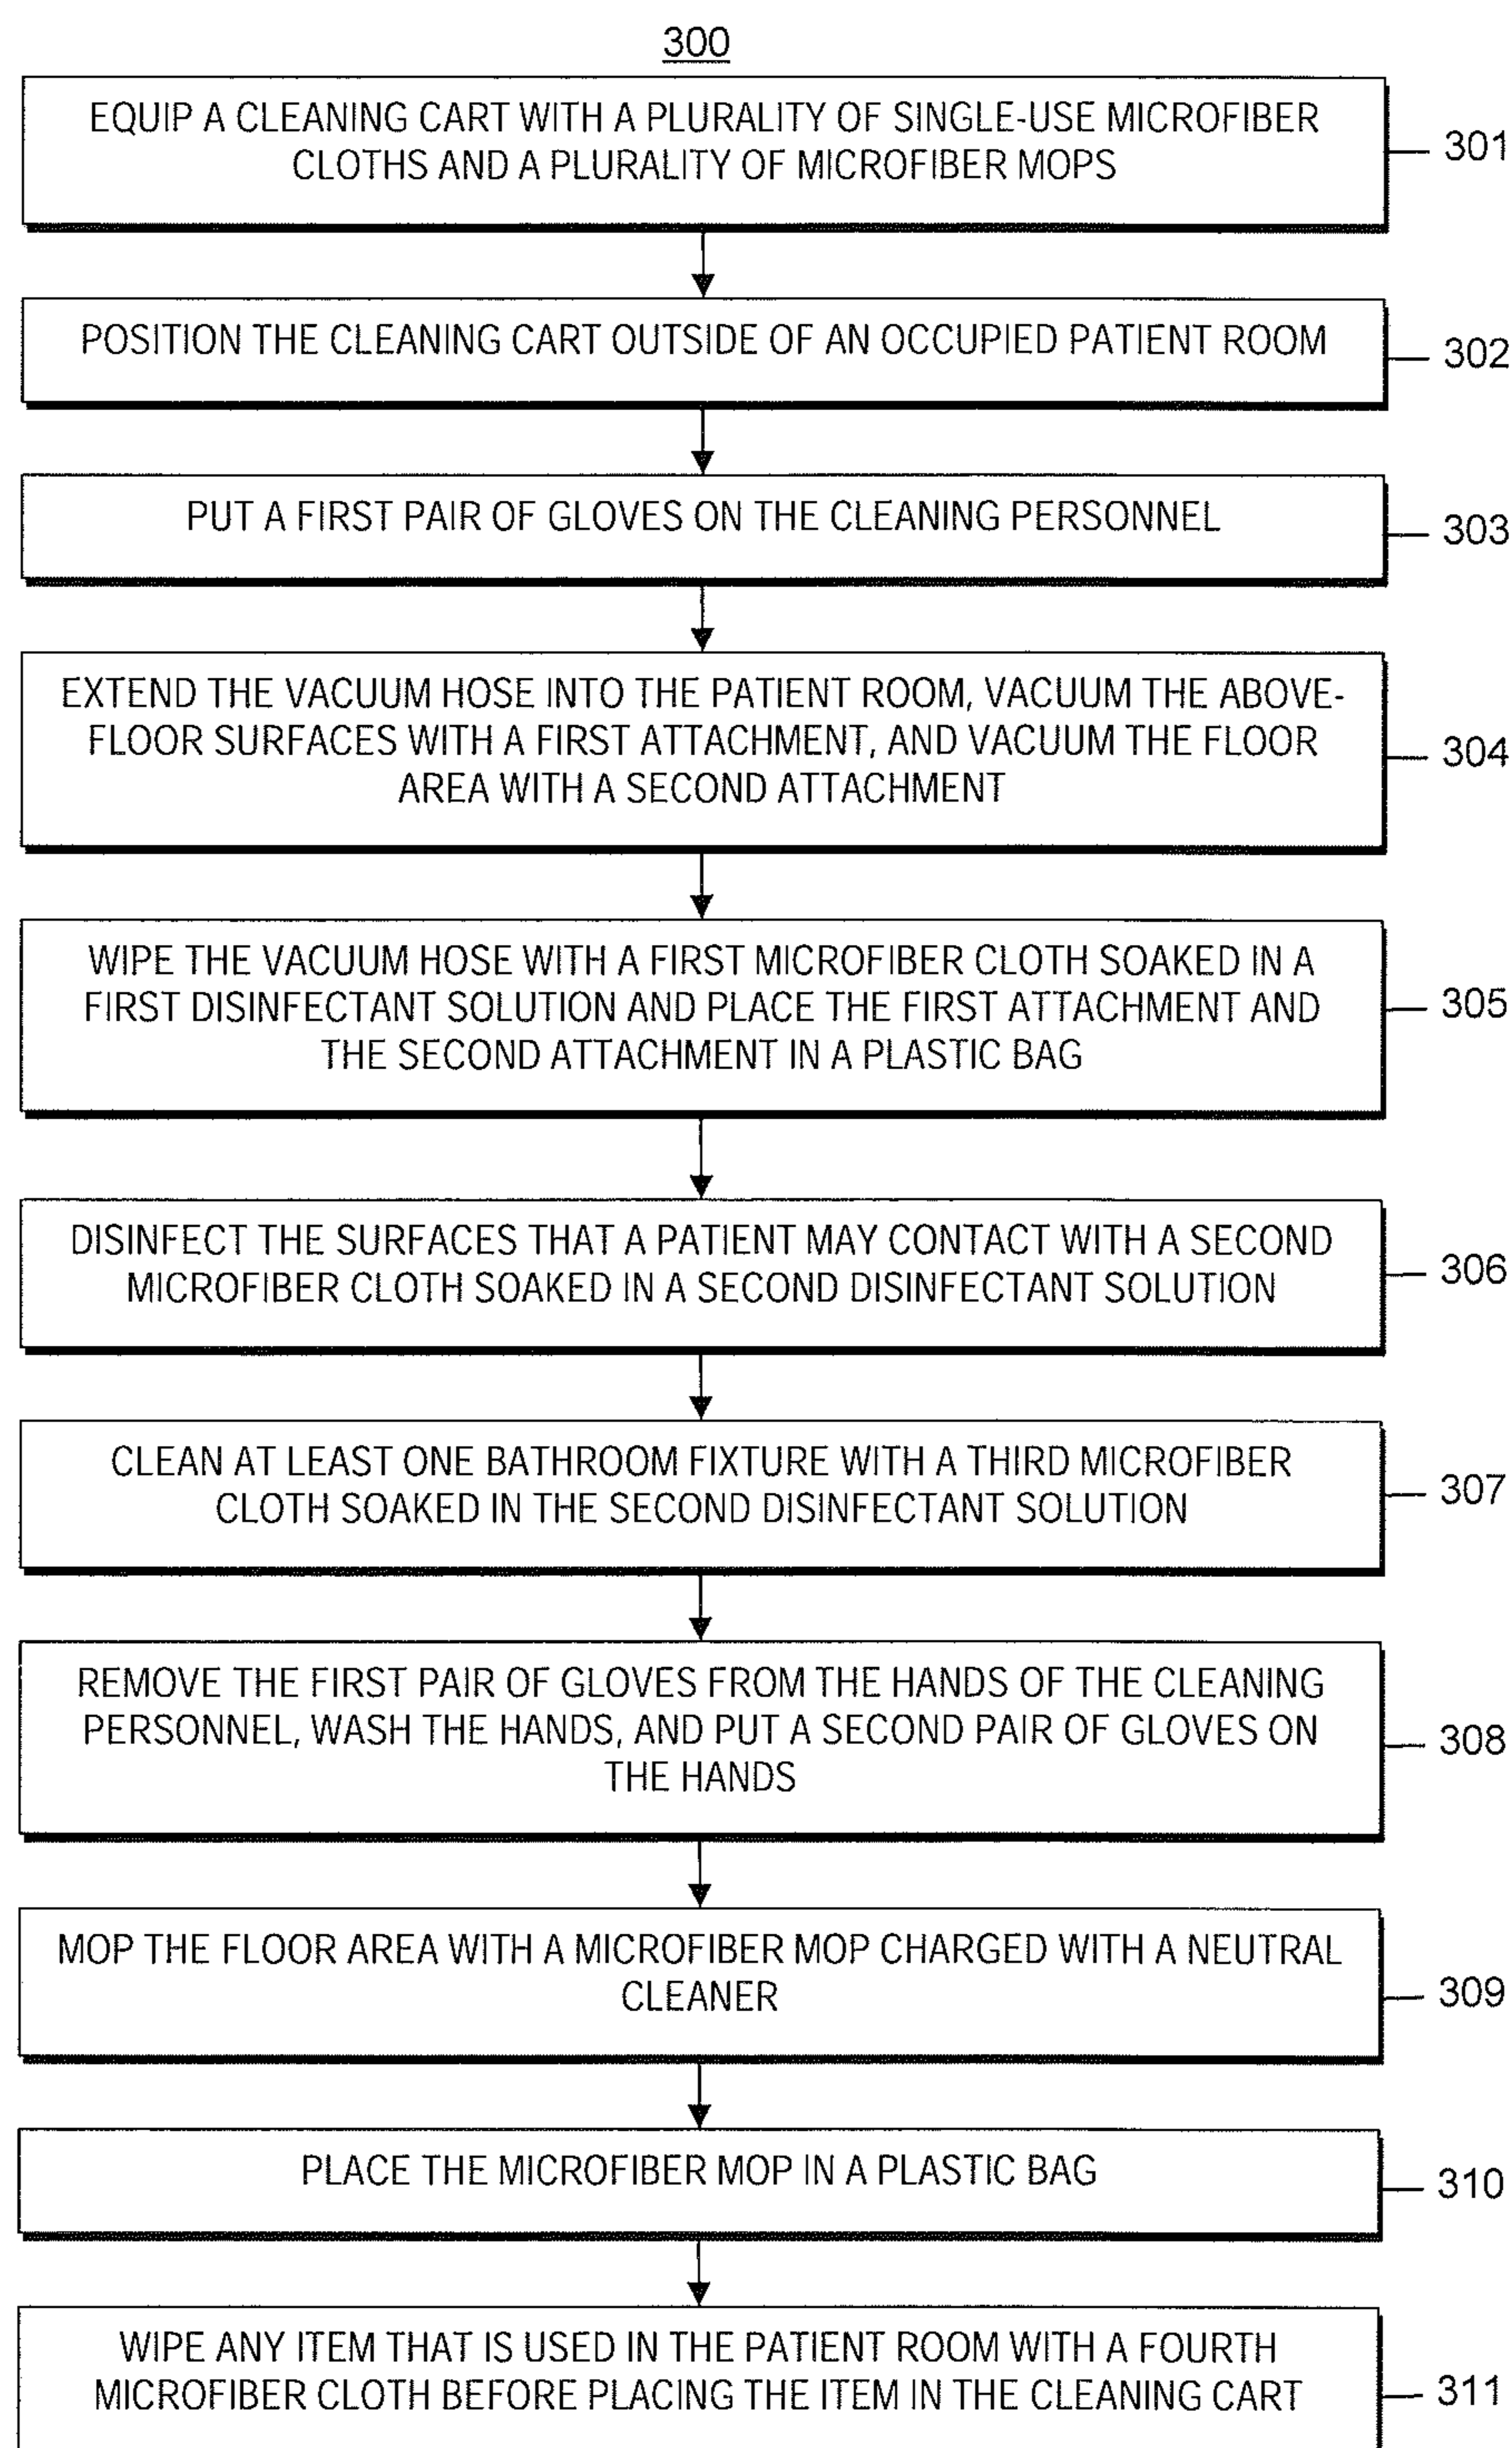 300
EQUIP A CLEANING CART WITH A PLURALITY OF SINGLE-USE MICROFIBER
CLOTHS AND A PLURALITY OF MICROFIBER MOPS
301
POSITION THE CLEANING CART OUTSIDE OF AN OCCUPIED PATIENT ROOM
302
PUT A FIRST PAIR OF GLOVES ON THE CLEANING PERSONNEL
303
EXTEND THE VACUUM HOSE INTO THE PATIENT ROOM, VACUUM THE ABOVE-
FLOOR SURFACES WITH A FIRST ATTACHMENT, AND VACUUM THE FLOOR
AREA WITH A SECOND ATTACHMENT
304
WIPE THE VACUUM HOSE WITH A FIRST MICROFIBER CLOTH SOAKED IN A
FIRST DISINFECTANT SOLUTION AND PLACE THE FIRST ATTACHMENT AND
THE SECOND ATTACHMENT IN A PLASTIC BAG
305
DISINFECT THE SURFACES THAT A PATIENT MAY CONTACT WITH A SECOND
MICROFIBER CLOTH SOAKED IN A SECOND DISINFECTANT SOLUTION
306
CLEAN AT LEAST ONE BATHROOM FIXTURE WITH A THIRD MICROFIBER
CLOTH SOAKED IN THE SECOND DISINFECTANT SOLUTION
307
REMOVE THE FIRST PAIR OF GLOVES FROM THE HANDS OF THE CLEANING
PERSONNEL, WASH THE HANDS, AND PUT A SECOND PAIR OF GLOVES ON
THE HANDS
308
MOP THE FLOOR AREA WITH A MICROFIBER MOP CHARGED WITH A NEUTRAL
CLEANER
309
PLACE THE MICROFIBER MOP IN A PLASTIC BAG
310
WIPE ANY ITEM THAT IS USED IN THE PATIENT ROOM WITH A FOURTH
MICROFIBER CLOTH BEFORE PLACING THE ITEM IN THE CLEANING CART
311